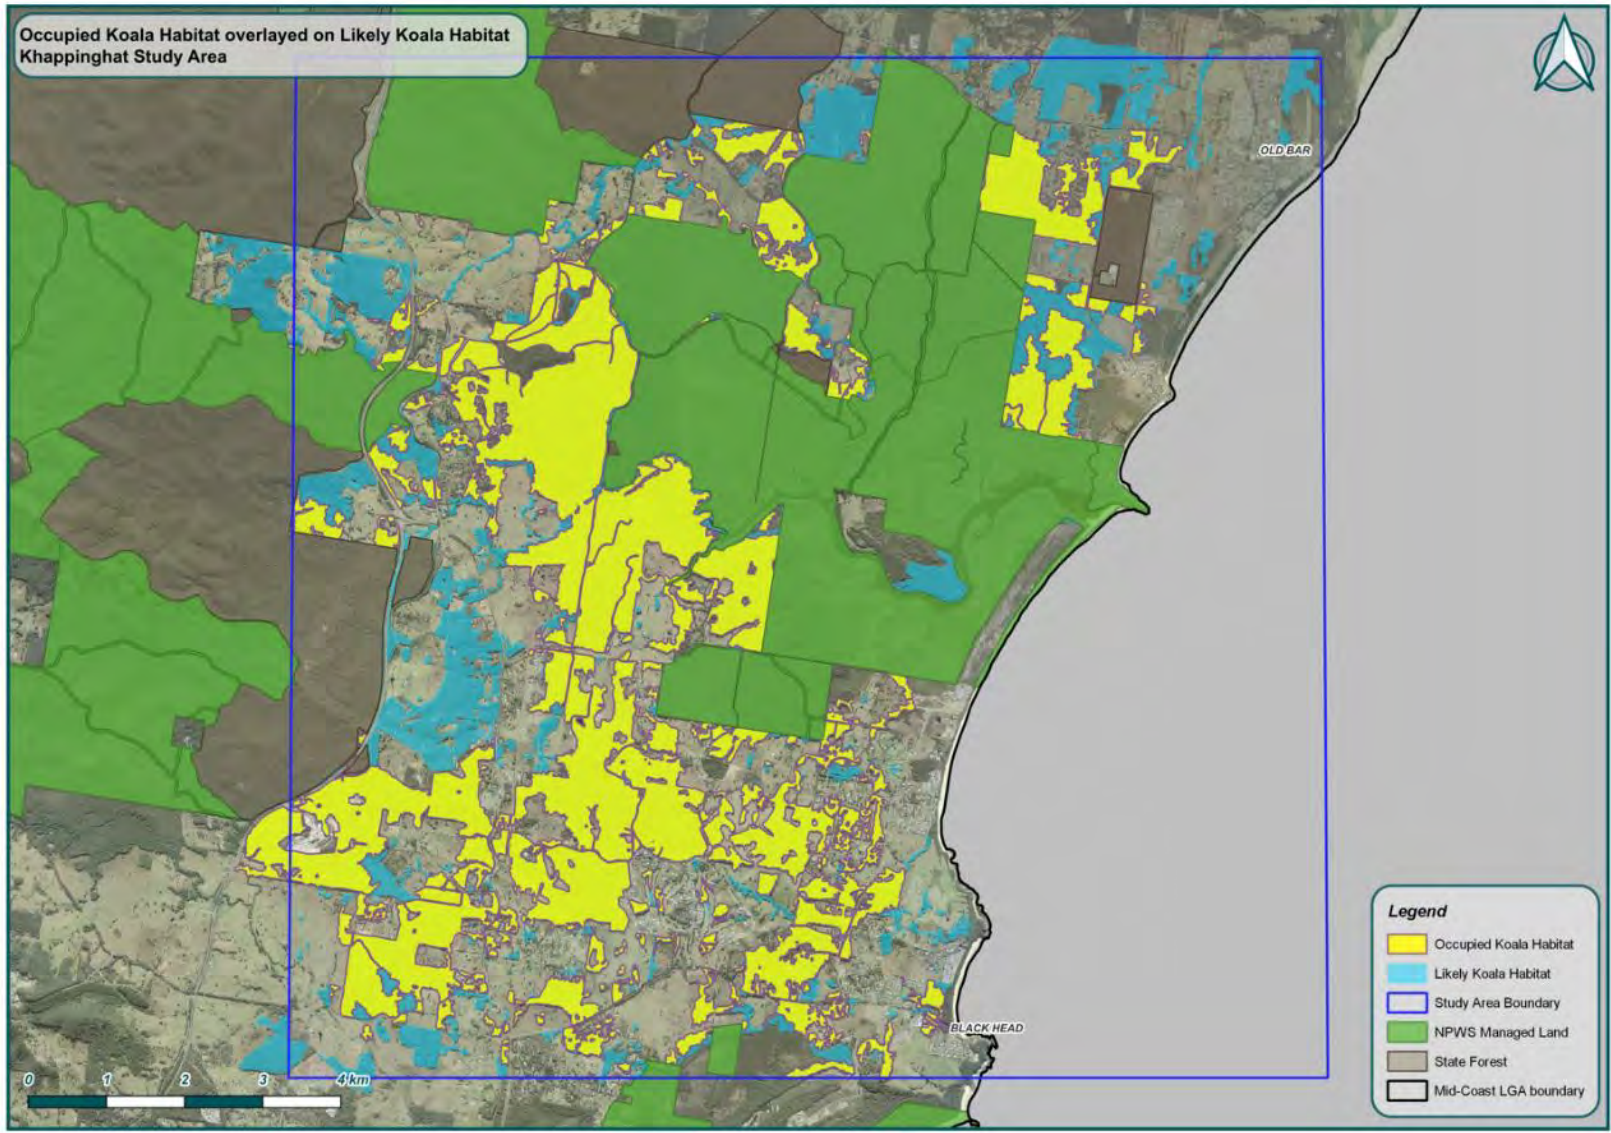 Occupied Koala Habitat overlayed on Likely Koala Habitat
Khappinghat Study Area
OLD BAR
BLACK HEAD
Legend
Occupied Koala Habitat
Likely Koala Habitat
Study Area Boundary
NPWS Managed Land
State Forest
Mid-Coast LGA boundary
0 1 2 3 4 km